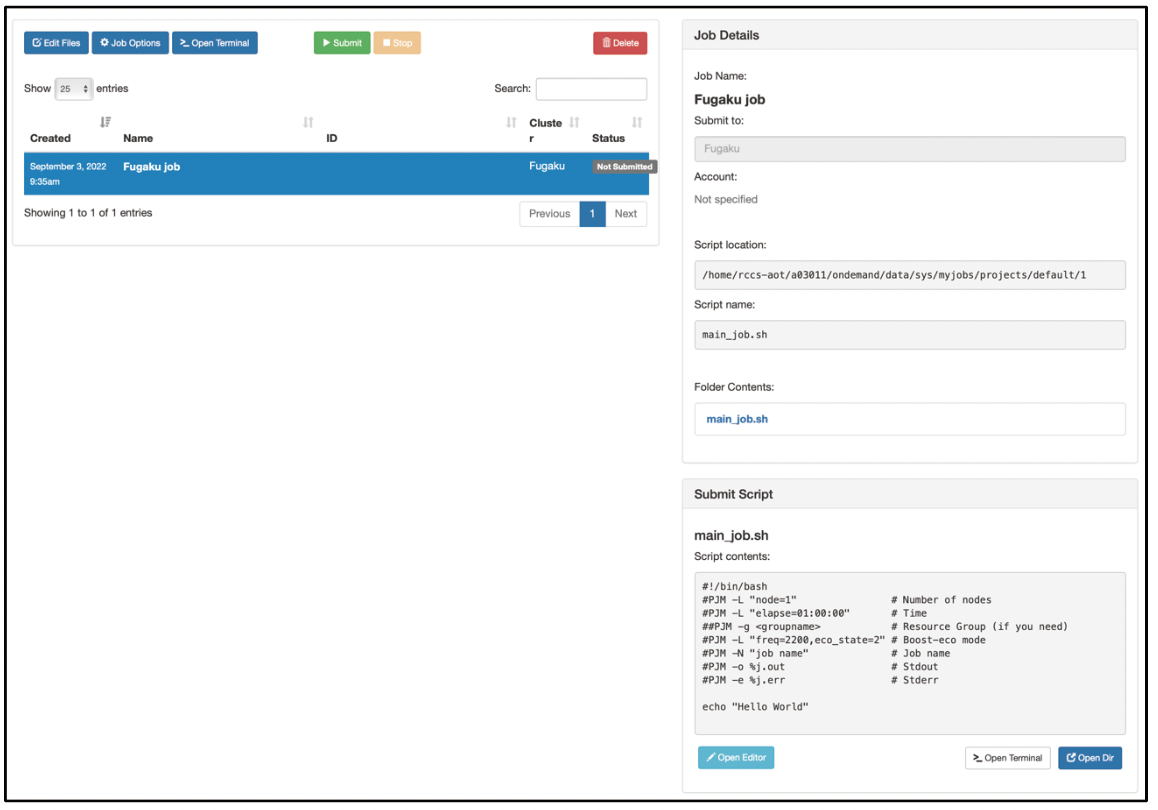 Edit Files Job Options >_ Open Terminal Submit Stop Delete
Show 25 entries Search:
Created Name ID Cluste
r Status
September 3, 2022
9:35am Fugaku job Fugaku Not Submitted
Showing 1 to 1 of 1 entries Previous 1 Next
Job Details
Job Name:
Fugaku job
Submit to:
Fugaku
Account:
Not specified
Script location:
/home/rccs-aot/a03011/ondemand/data/sys/myjobs/projects/default/1
Script name:
main_job.sh
Folder Contents:
main_job.sh
Submit Script
main_job.sh
Script contents:
#!/bin/bash
#PJM -L "node=1" # Number of nodes
#PJM -L "elapse=01:00:00" # Time
##PJM -g <groupname> # Resource Group (if you need)
#PJM -L "freq=2200,eco_state=2" # Boost-eco mode
#PJM -N "job name" # Job name
#PJM -o %j.out # Stdout
#PJM -e %j.err # Stderr
echo "Hello World"
Open Editor >_ Open Terminal Open Dir